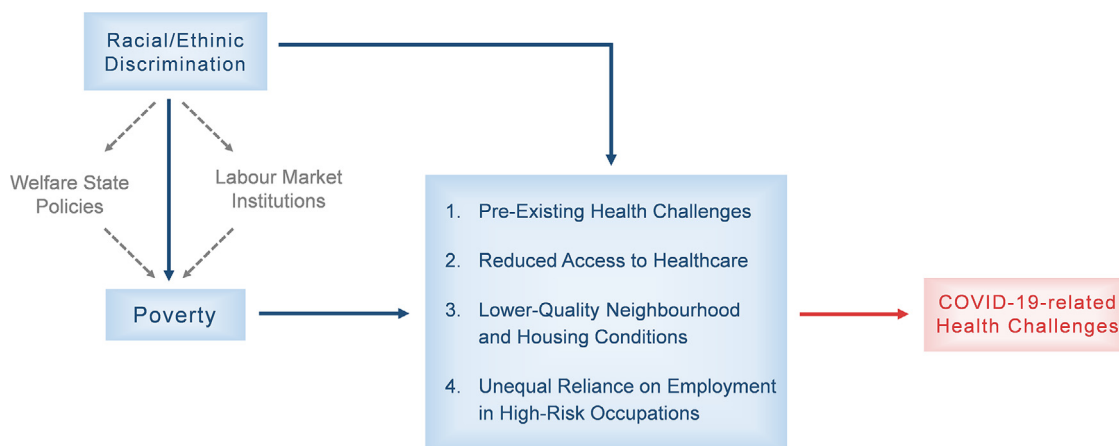 Racial/Ethinic
Discrimination
Welfare State
Policies
Labour Market
Institutions
Poverty
1. Pre-Existing Health Challenges
2. Reduced Access to Healthcare
3. Lower-Quality Neighbourhood
and Housing Conditions
4. Unequal Reliance on Employment
in High-Risk Occupations
COVID-19-related
Health Challenges